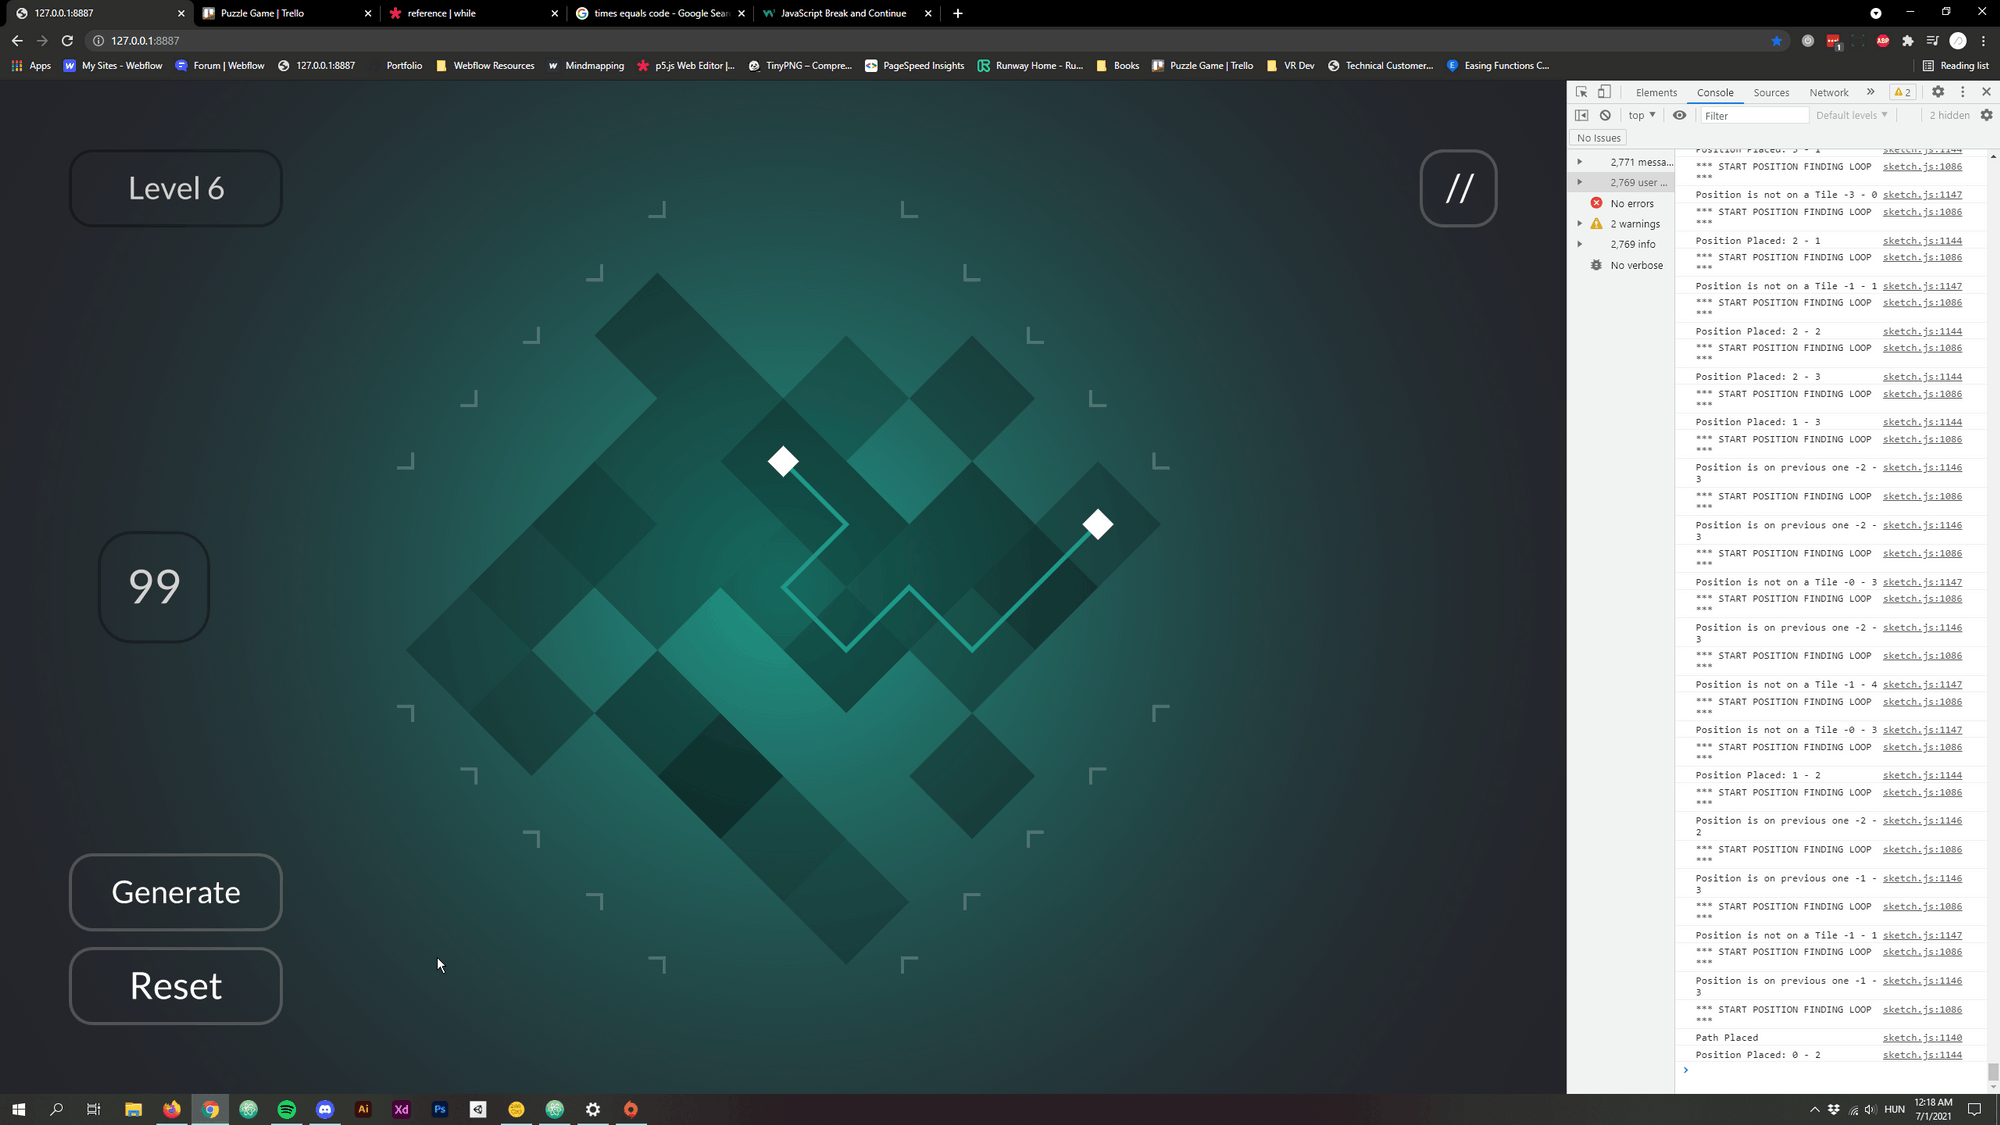 127.0.0.1:8887
Puzzle Game | Trello
reference | while
times equals code - Google Sear
JavaScript Break and Continue
127.0.0.1:8887
Apps
My Sites - Webflow
Forum | Webflow
127.0.0.1:8887
Portfolio
Webflow Resources
Mindmapping
p5.js Web Editor |...
TinyPNG – Compre...
PageSpeed Insights
Runway Home - Ru...
Books
Puzzle Game | Trello
VR Dev
Technical Customer...
Easing Functions C...
Reading list
Level 6
//
99
Generate
Reset
Elements
Console
Sources
Network
»
2
top
Filter
Default levels
2 hidden
No Issues
2,771 messa...
2,769 user ...
No errors
2 warnings
2,769 info
No verbose
Position Placed: 3 - 1 sketch.js:1144
*** START POSITION FINDING LOOP sketch.js:1086
***
Position is not on a Tile -3 - 0 sketch.js:1147
*** START POSITION FINDING LOOP sketch.js:1086
***
Position Placed: 2 - 1 sketch.js:1144
*** START POSITION FINDING LOOP sketch.js:1086
***
Position is not on a Tile -1 - 1 sketch.js:1147
*** START POSITION FINDING LOOP sketch.js:1086
***
Position Placed: 2 - 2 sketch.js:1144
*** START POSITION FINDING LOOP sketch.js:1086
***
Position Placed: 2 - 3 sketch.js:1144
*** START POSITION FINDING LOOP sketch.js:1086
***
Position Placed: 1 - 3 sketch.js:1144
*** START POSITION FINDING LOOP sketch.js:1086
***
Position is on previous one -2 - sketch.js:1146
3
*** START POSITION FINDING LOOP sketch.js:1086
***
Position is on previous one -2 - sketch.js:1146
3
*** START POSITION FINDING LOOP sketch.js:1086
***
Position is not on a Tile -0 - 3 sketch.js:1147
*** START POSITION FINDING LOOP sketch.js:1086
***
Position is on previous one -2 - sketch.js:1146
3
*** START POSITION FINDING LOOP sketch.js:1086
***
Position is not on a Tile -1 - 4 sketch.js:1147
*** START POSITION FINDING LOOP sketch.js:1086
***
Position is not on a Tile -0 - 3 sketch.js:1147
*** START POSITION FINDING LOOP sketch.js:1086
***
Position Placed: 1 - 2 sketch.js:1144
*** START POSITION FINDING LOOP sketch.js:1086
***
Position is on previous one -2 - sketch.js:1146
2
*** START POSITION FINDING LOOP sketch.js:1086
***
Position is on previous one -1 - sketch.js:1146
3
*** START POSITION FINDING LOOP sketch.js:1086
***
Position is not on a Tile -1 - 1 sketch.js:1147
*** START POSITION FINDING LOOP sketch.js:1086
***
Position is on previous one -1 - sketch.js:1146
3
*** START POSITION FINDING LOOP sketch.js:1086
***
Path Placed sketch.js:1140
Position Placed: 0 - 2 sketch.js:1144
Ai
Xd
Ps
HUN
12:18 AM
7/1/2021